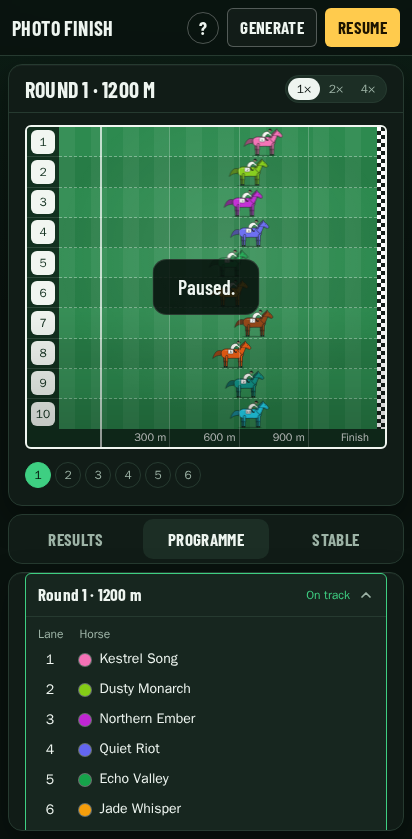 PHOTO FINISH
?
GENERATE
RESUME
ROUND 1 · 1200 M
1×
2×
4×
1
2
3
4
5
6
7
8
9
10
Paused.
300 m
600 m
900 m
Finish
1
2
3
4
5
6
RESULTS
PROGRAMME
STABLE
Round 1 · 1200 m
On track
Lane
Horse
1 Kestrel Song
2 Dusty Monarch
3 Northern Ember
4 Quiet Riot
5 Echo Valley
6 Jade Whisper